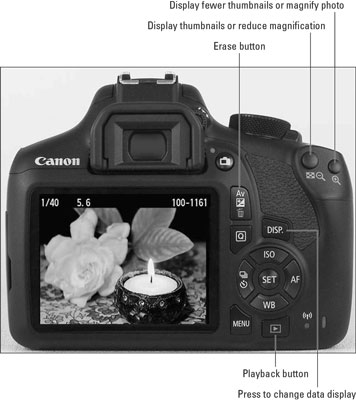 Display fewer thumbnails or magnify photo
Display thumbnails or reduce magnification
Erase button
Canon
1/40 5.6 100-1161
Av
Q
DISP.
ISO
AF
SET
WB
MENU
Playback button
Press to change data display